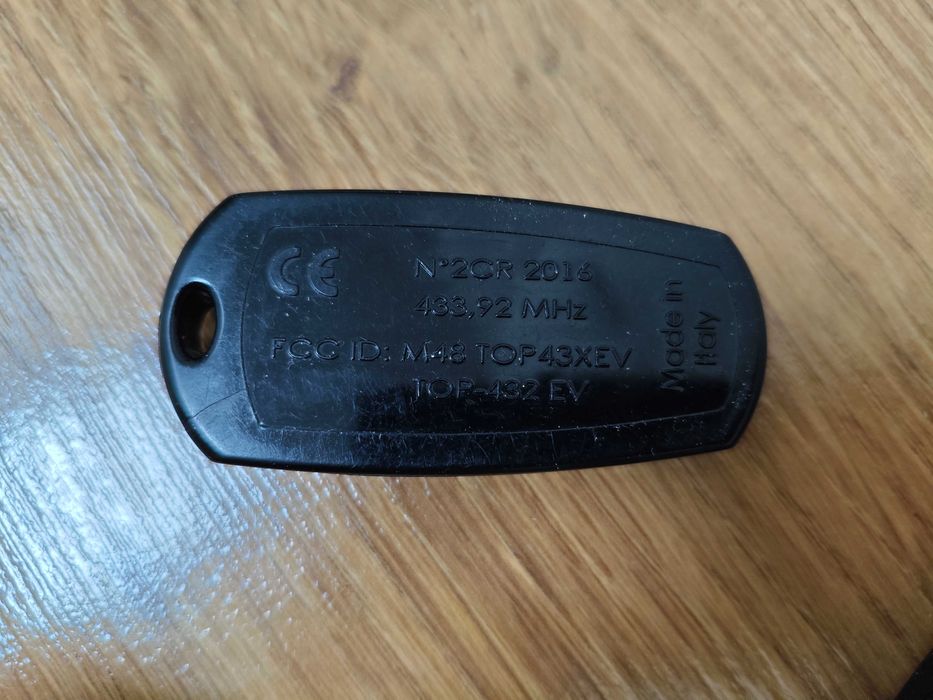 CE
N°2CR 2016
433,92 MHz
FCC ID: M48 TOP43XEV
TOP-432 EV
Made in
Italy